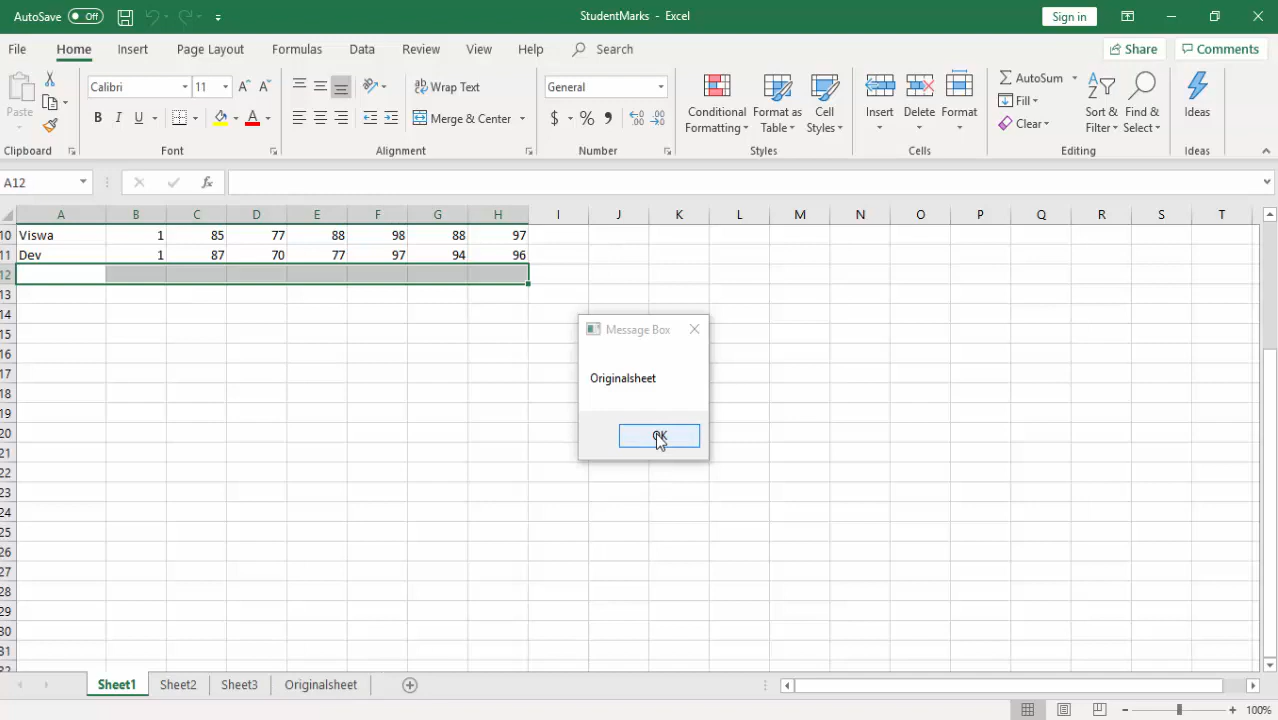 AutoSave Off StudentMarks - Excel Sign in
File Home Insert Page Layout Formulas Data Review View Help Search Share Comments
Paste Calibri 11 A A Wrap Text General Conditional Formatting Format as Table Cell Styles Insert Delete Format AutoSum Fill Clear Sort & Filter Find & Select Ideas
B I U A Merge & Center $ % 9
Clipboard Font Alignment Number Styles Cells Editing Ideas
A12 fx
A B C D E F G H I J K L M N O P Q R S T
10 Viswa 1 85 77 88 98 88 97
11 Dev 1 87 70 77 97 94 96
12
13
14
15
16
17
18
19
20
21
22
23
24
25
26
27
28
29
30
31
32
Message Box
Originalsheet
OK
Sheet1 Sheet2 Sheet3 Originalsheet
100%